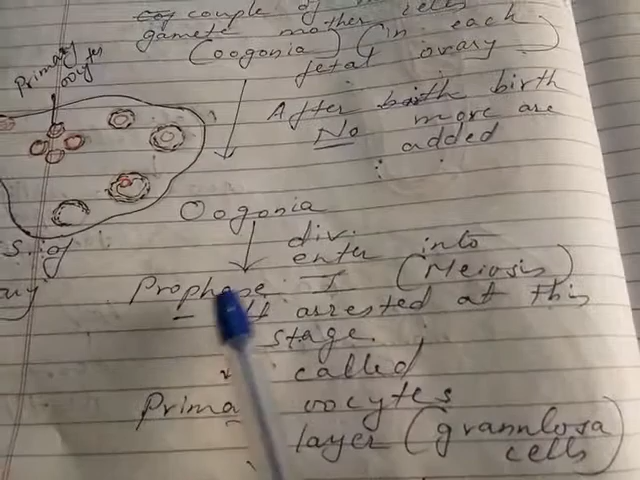 couple of mother cells
gamete
(oogonia) (in each
fetal ovary)
Primary
oocytes
After birth birth
No more are
added
Oogonia
div.
enter into
Prophase I (Meiosis)
arrested at this
stage.
called
Prima oocytes
layer (granulosa
cells)